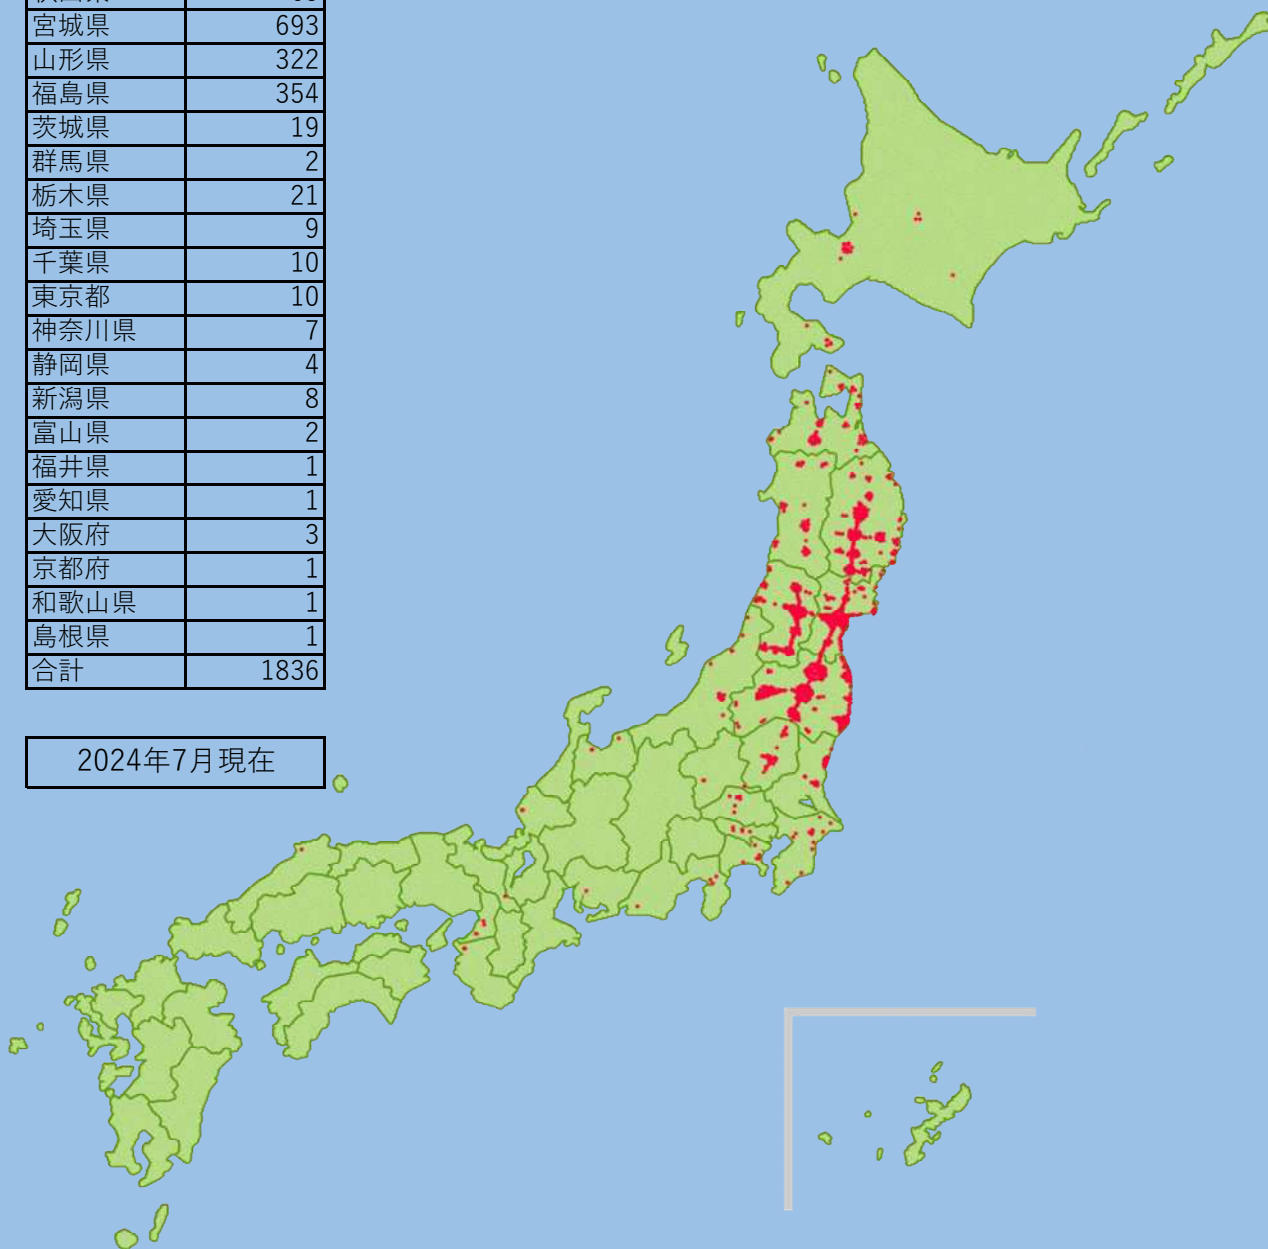 宮城県 693
山形県 322
福島県 354
茨城県 19
群馬県 2
栃木県 21
埼玉県 9
千葉県 10
東京都 10
神奈川県 7
静岡県 4
新潟県 8
富山県 2
福井県 1
愛知県 1
大阪府 3
京都府 1
和歌山県 1
島根県 1
合計 1836
2024年7月現在